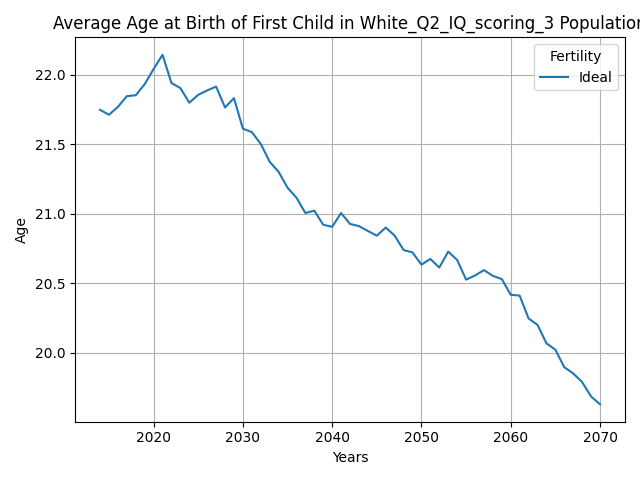 Average Age at Birth of First Child in White_Q2_IQ_scoring_3 Population
Fertility
Ideal
22.0
21.5
21.0
20.5
20.0
Age
2020 2030 2040 2050 2060 2070
Years